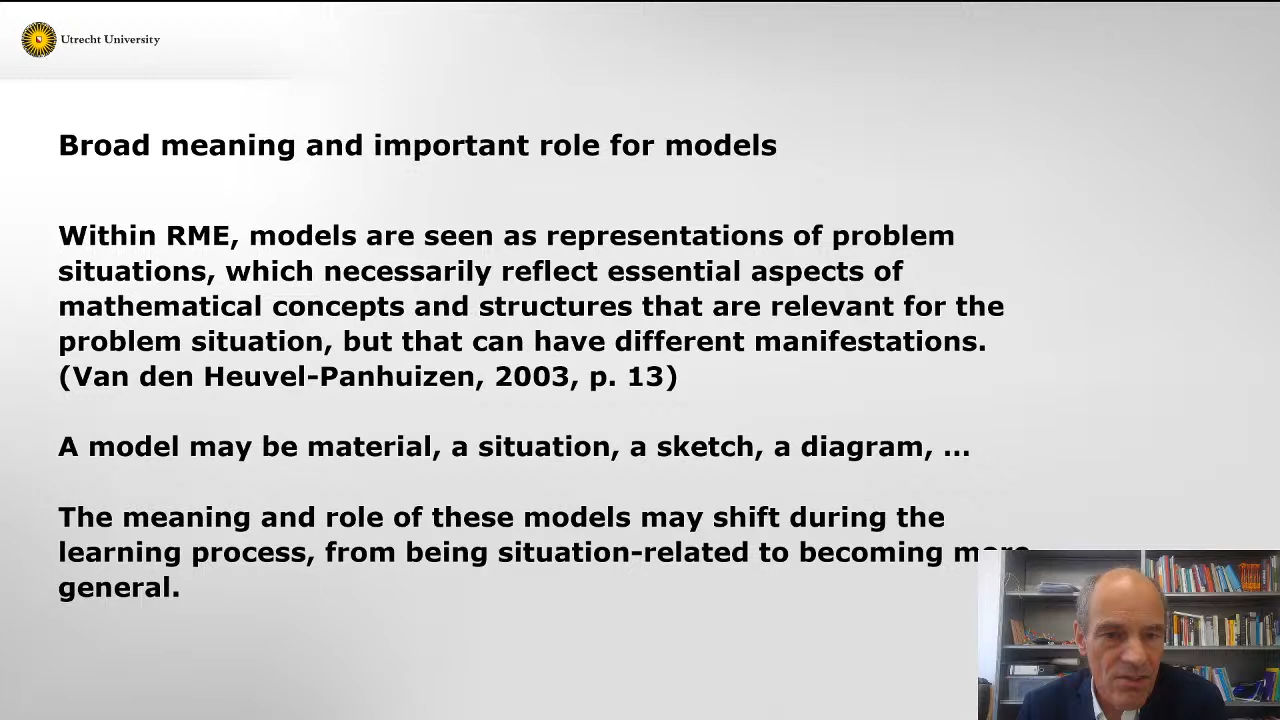 Utrecht University
Broad meaning and important role for models
Within RME, models are seen as representations of problem
situations, which necessarily reflect essential aspects of
mathematical concepts and structures that are relevant for the
problem situation, but that can have different manifestations.
(Van den Heuvel-Panhuizen, 2003, p. 13)
A model may be material, a situation, a sketch, a diagram, …
The meaning and role of these models may shift during the
learning process, from being situation-related to becoming more
general.